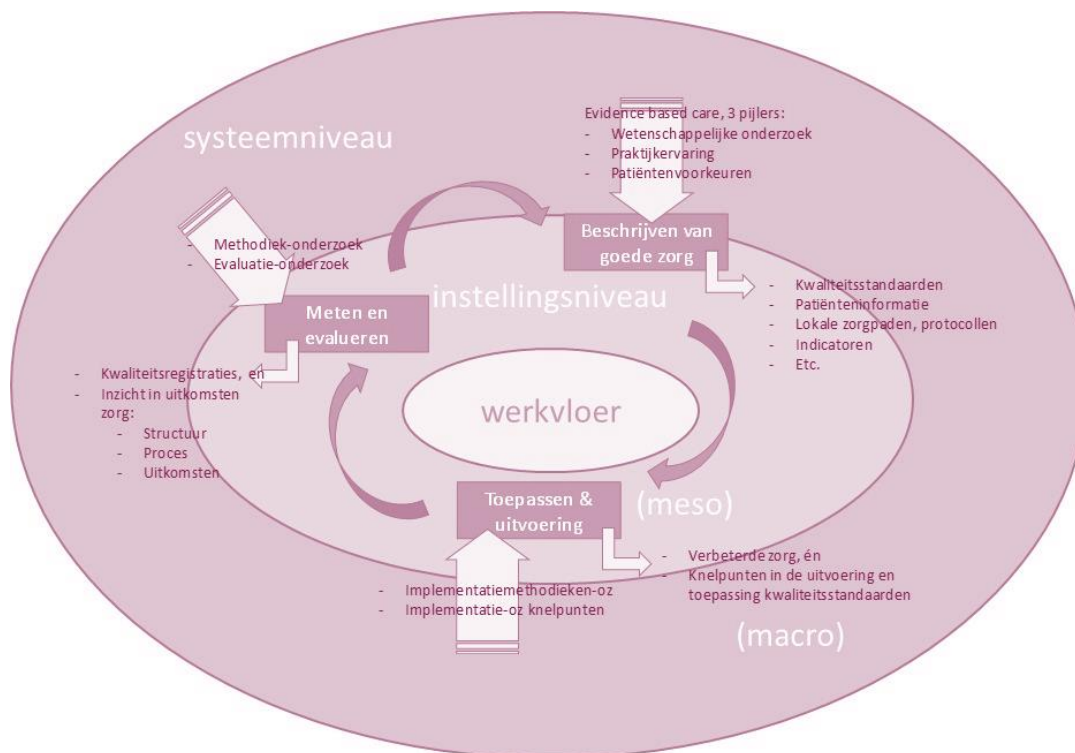 systeemniveau
Evidence based care, 3 pijlers:
- Wetenschappelijke onderzoek
- Praktijkervaring
- Patiëntenvoorkeuren
Beschrijven van
goede zorg
- Methodiek-onderzoek
- Evaluatie-onderzoek
instellingsniveau
- Kwaliteitsstandaarden
- Patiënteninformatie
- Lokale zorgpaden, protocollen
- Indicatoren
- Etc.
Meten en
evalueren
- Kwaliteitsregistraties, en
- Inzicht in uitkomsten
zorg:
- Structuur
- Proces
- Uitkomsten
werkvloer
Toepassen &
uitvoering
(meso)
- Verbeterde zorg, én
- Knelpunten in de uitvoering en
toepassing kwaliteitsstandaarden
- Implementatiemethodieken-oz
- Implementatie-oz knelpunten
(macro)